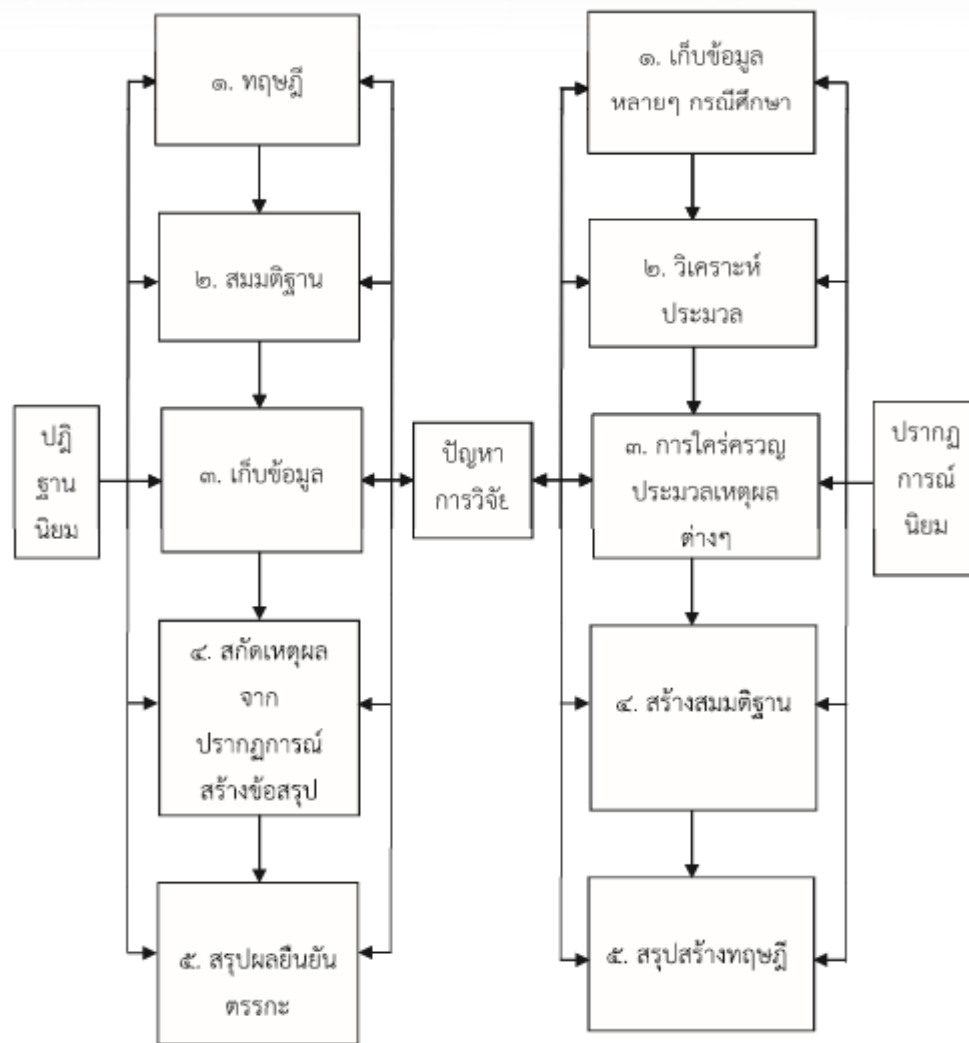 ๑. ทฤษฎี
๒. สมมติฐาน
๓. เก็บข้อมูล
๔. สกัดเหตุผล
จาก
ปรากฏการณ์
สร้างข้อสรุป
๕. สรุปผลยืนยัน
ตรรกะ
ปฏิ
ฐาน
นิยม
ปัญหา
การวิจัย
๑. เก็บข้อมูล
หลายๆ กรณีศึกษา
๒. วิเคราะห์
ประมวล
๓. การใคร่ครวญ
ประมวลเหตุผล
ต่างๆ
๔. สร้างสมมติฐาน
๕. สรุปสร้างทฤษฎี
ปรากฏ
การณ์
นิยม